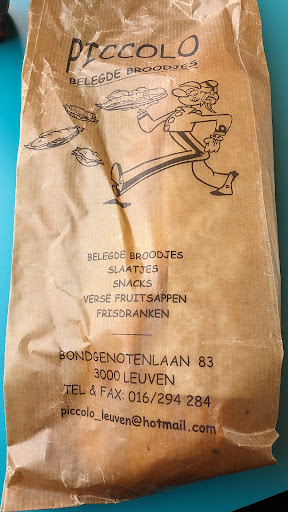 PICCOLO
BELEGDE BROODJES
BELEGDE BROODJES
SLAATJES
SNACKS
VERSE FRUITSAPPEN
FRISDRANKEN
BONDGENOTENLAAN 83
3000 LEUVEN
TEL & FAX: 016/294 284
piccolo_leuven@hotmail.com